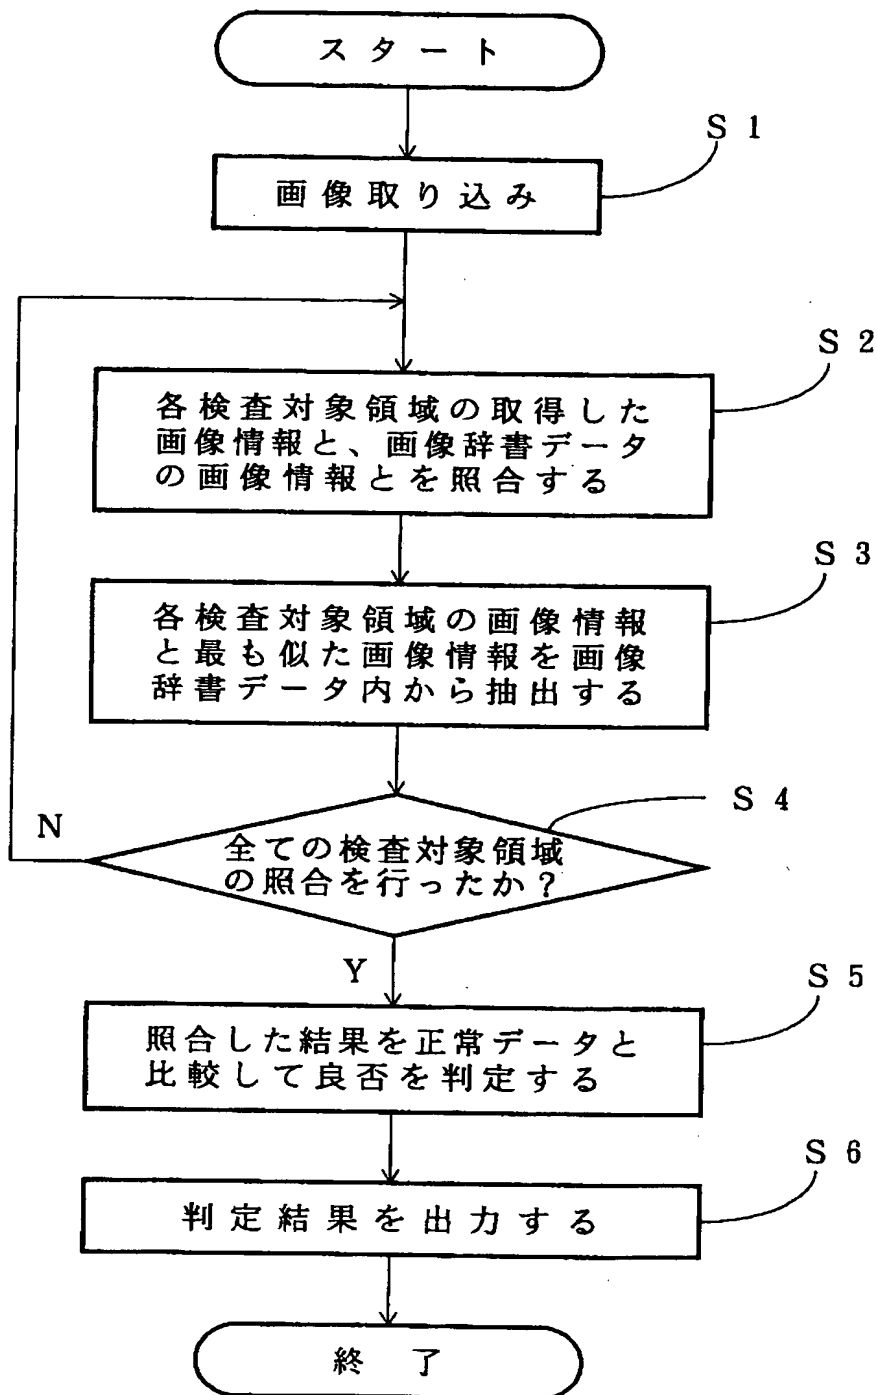 スタート
S 1
画像取り込み
S 2
各検査対象領域の取得した
画像情報と、画像辞書データ
の画像情報とを照合する
S 3
各検査対象領域の画像情報
と最も似た画像情報を画像
辞書データ内から抽出する
S 4
N
全ての検査対象領域
の照合を行ったか?
Y
S 5
照合した結果を正常データと
比較して良否を判定する
S 6
判定結果を出力する
終了